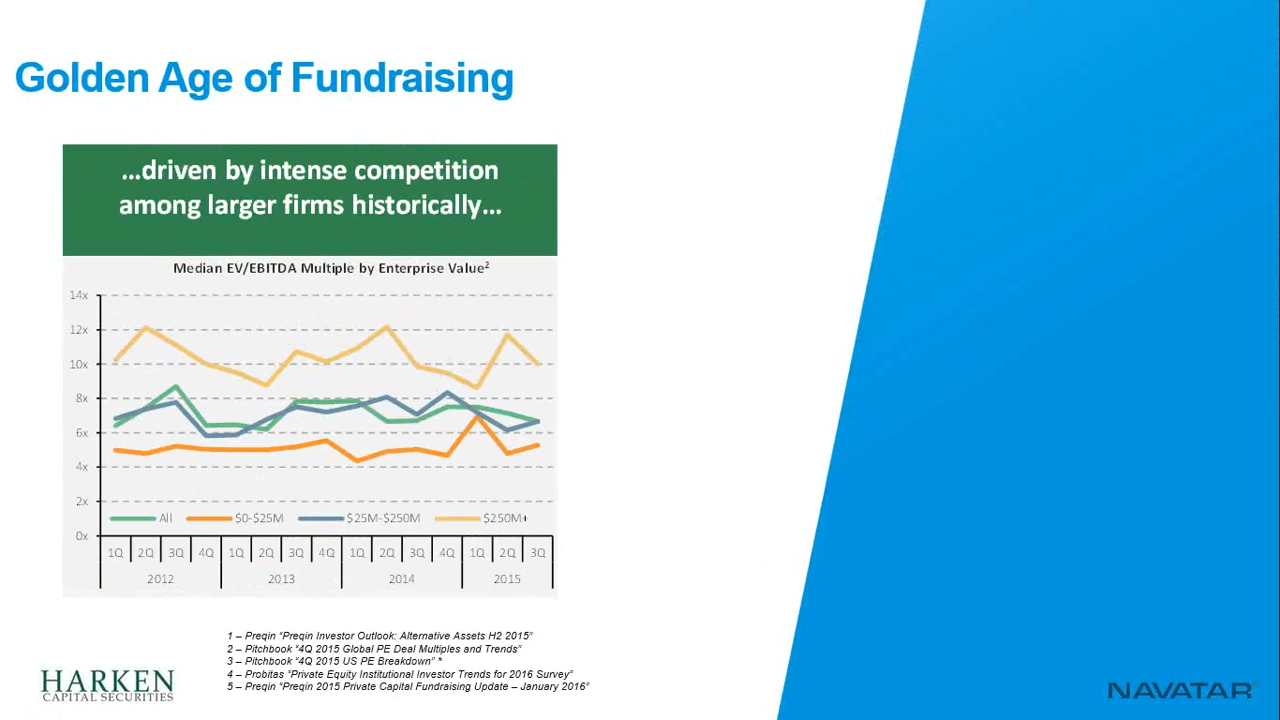 Golden Age of Fundraising
…driven by intense competition
among larger firms historically…
Median EV/EBITDA Multiple by Enterprise Value2
14x
12x
10x
8x
6x
4x
2x
0x
All $0-$25M $25M-$250M $250M+
1Q 2Q 3Q 4Q 1Q 2Q 3Q 4Q 1Q 2Q 3Q 4Q 1Q 2Q 3Q
2012 2013 2014 2015
1 – Preqin "Preqin Investor Outlook: Alternative Assets H2 2015"
2 – Pitchbook "4Q 2015 Global PE Deal Multiples and Trends"
3 – Pitchbook "4Q 2015 US PE Breakdown" *
4 – Probitas "Private Equity Institutional Investor Trends for 2016 Survey"
5 – Preqin "Preqin 2015 Private Capital Fundraising Update – January 2016"
HARKEN
CAPITAL SECURITIES
NAVATAR